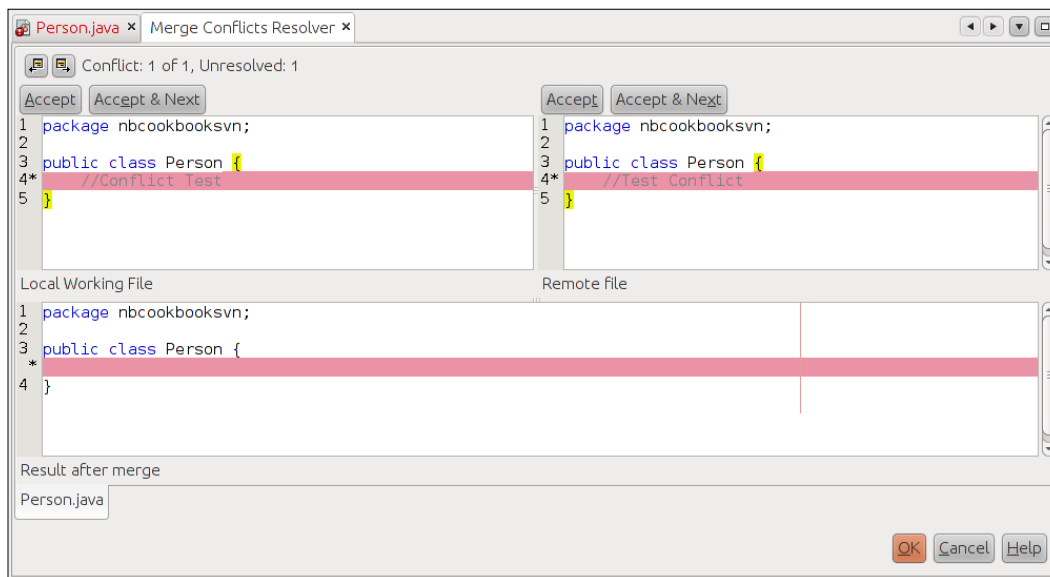 Person.java × Merge Conflicts Resolver ×
Conflict: 1 of 1, Unresolved: 1
Accept Accept & Next
1 package nbcookbooksvn;
2
3 public class Person {
4* //Conflict Test
5 }
Local Working File
Accept Accept & Next
1 package nbcookbooksvn;
2
3 public class Person {
4* //Test Conflict
5 }
Remote file
1 package nbcookbooksvn;
2
3 public class Person {
*
4 }
Result after merge
Person.java
OK Cancel Help